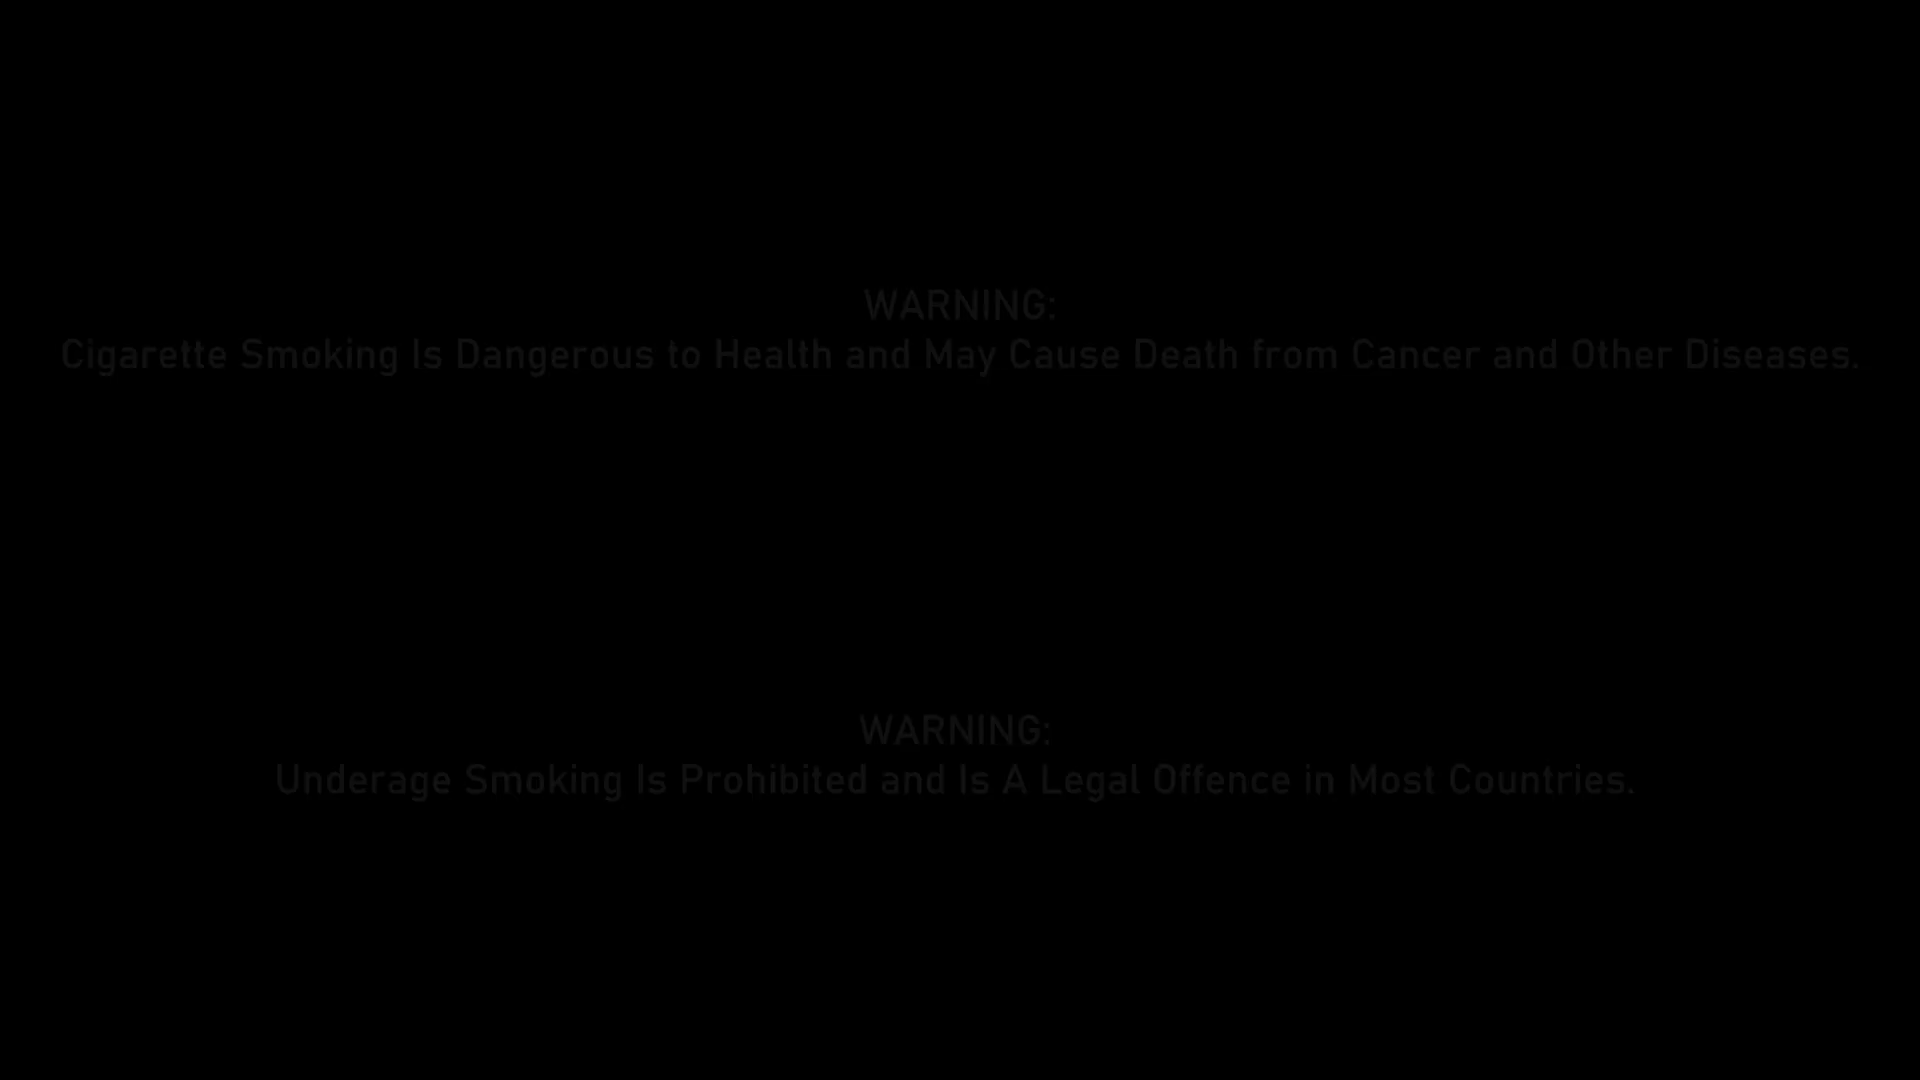 WARNING:
Cigarette Smoking Is Dangerous to Health and May Cause Death from Cancer and Other Diseases.
WARNING:
Underage Smoking Is Prohibited and Is A Legal Offence in Most Countries.